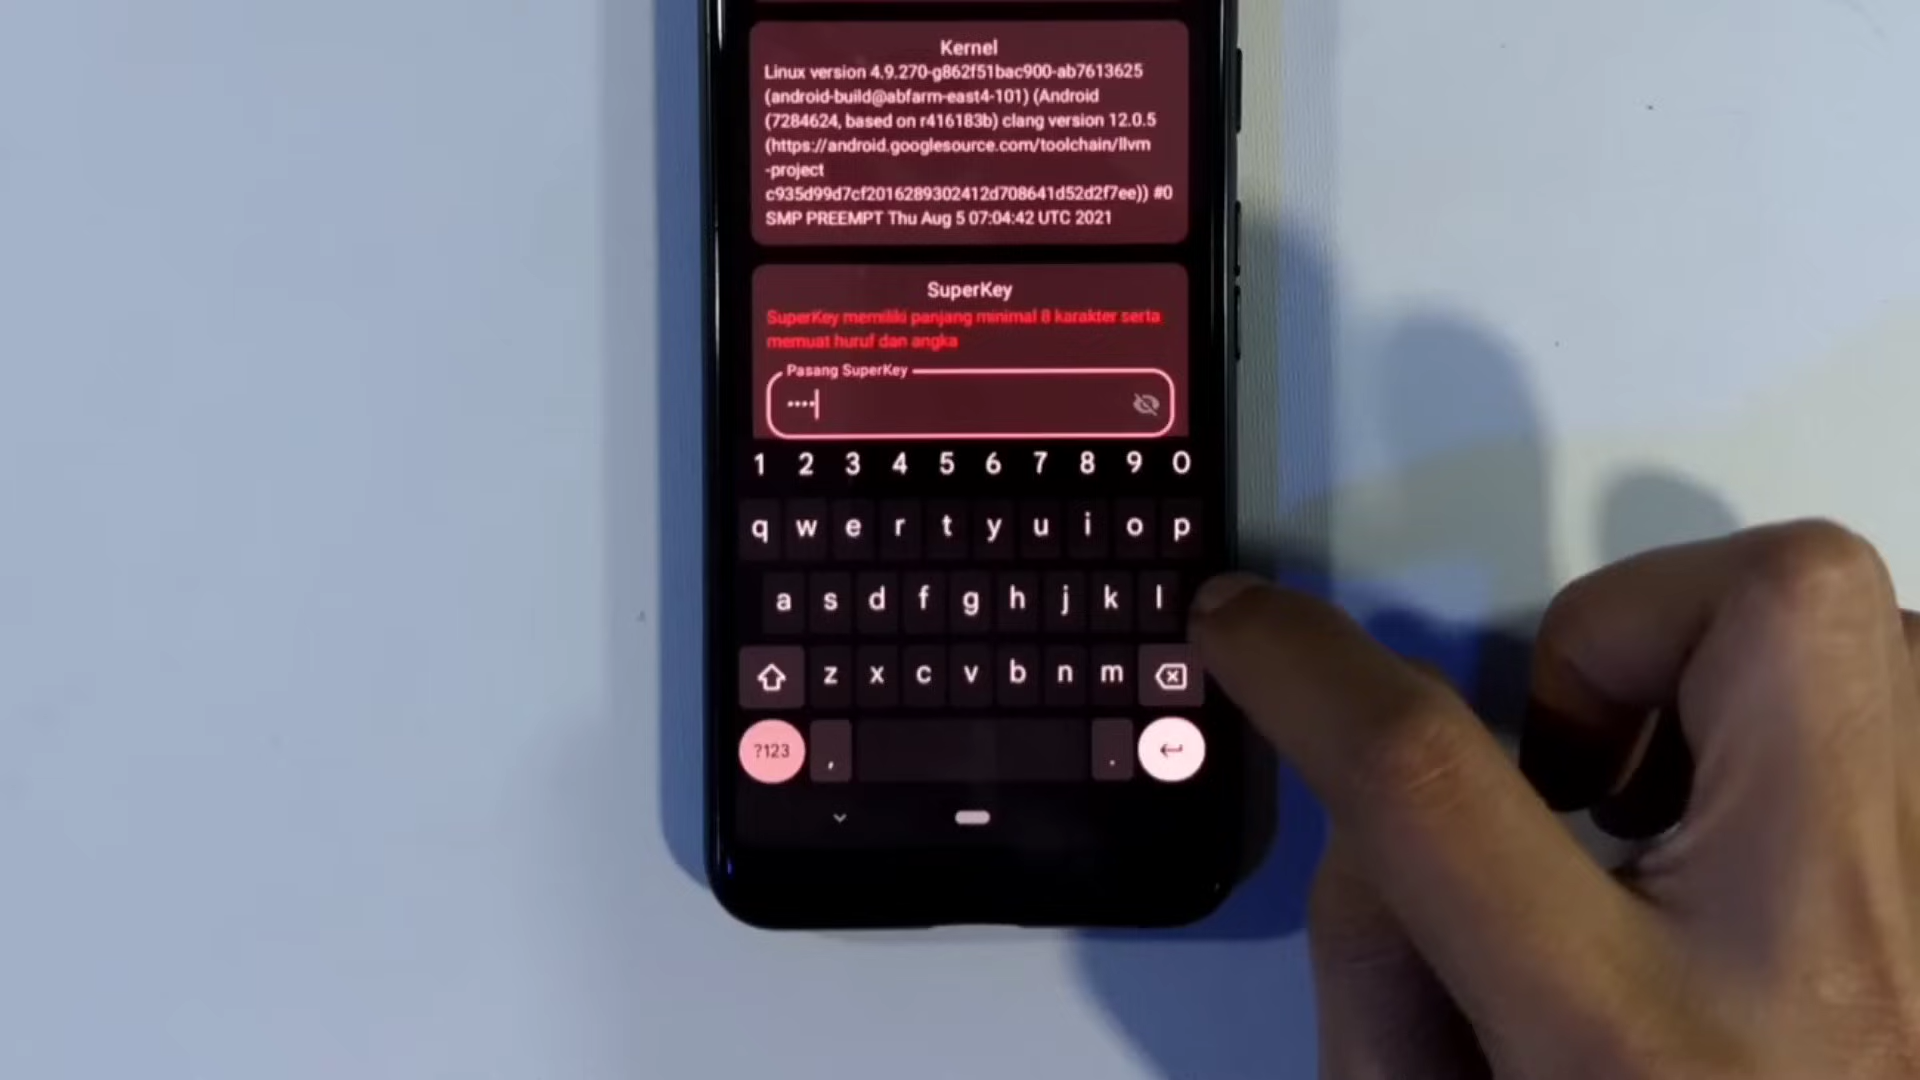 Kernel
Linux version 4.9.270-g862f51bac900-ab7613625
(android-build@abfarm-east4-101) (Android
(7284624, based on r416183b) clang version 12.0.5
(https://android.googlesource.com/toolchain/llvm
-project
c935d99d7cf2016289302412d708641d52d2f7ee)) #0
SMP PREEMPT Thu Aug 5 07:04:42 UTC 2021
SuperKey
SuperKey memiliki panjang minimal 8 karakter serta
memuat huruf dan angka
Pasang SuperKey
••••
1 2 3 4 5 6 7 8 9 0
q w e r t y u i o p
a s d f g h j k l
z x c v b n m
?123 , .